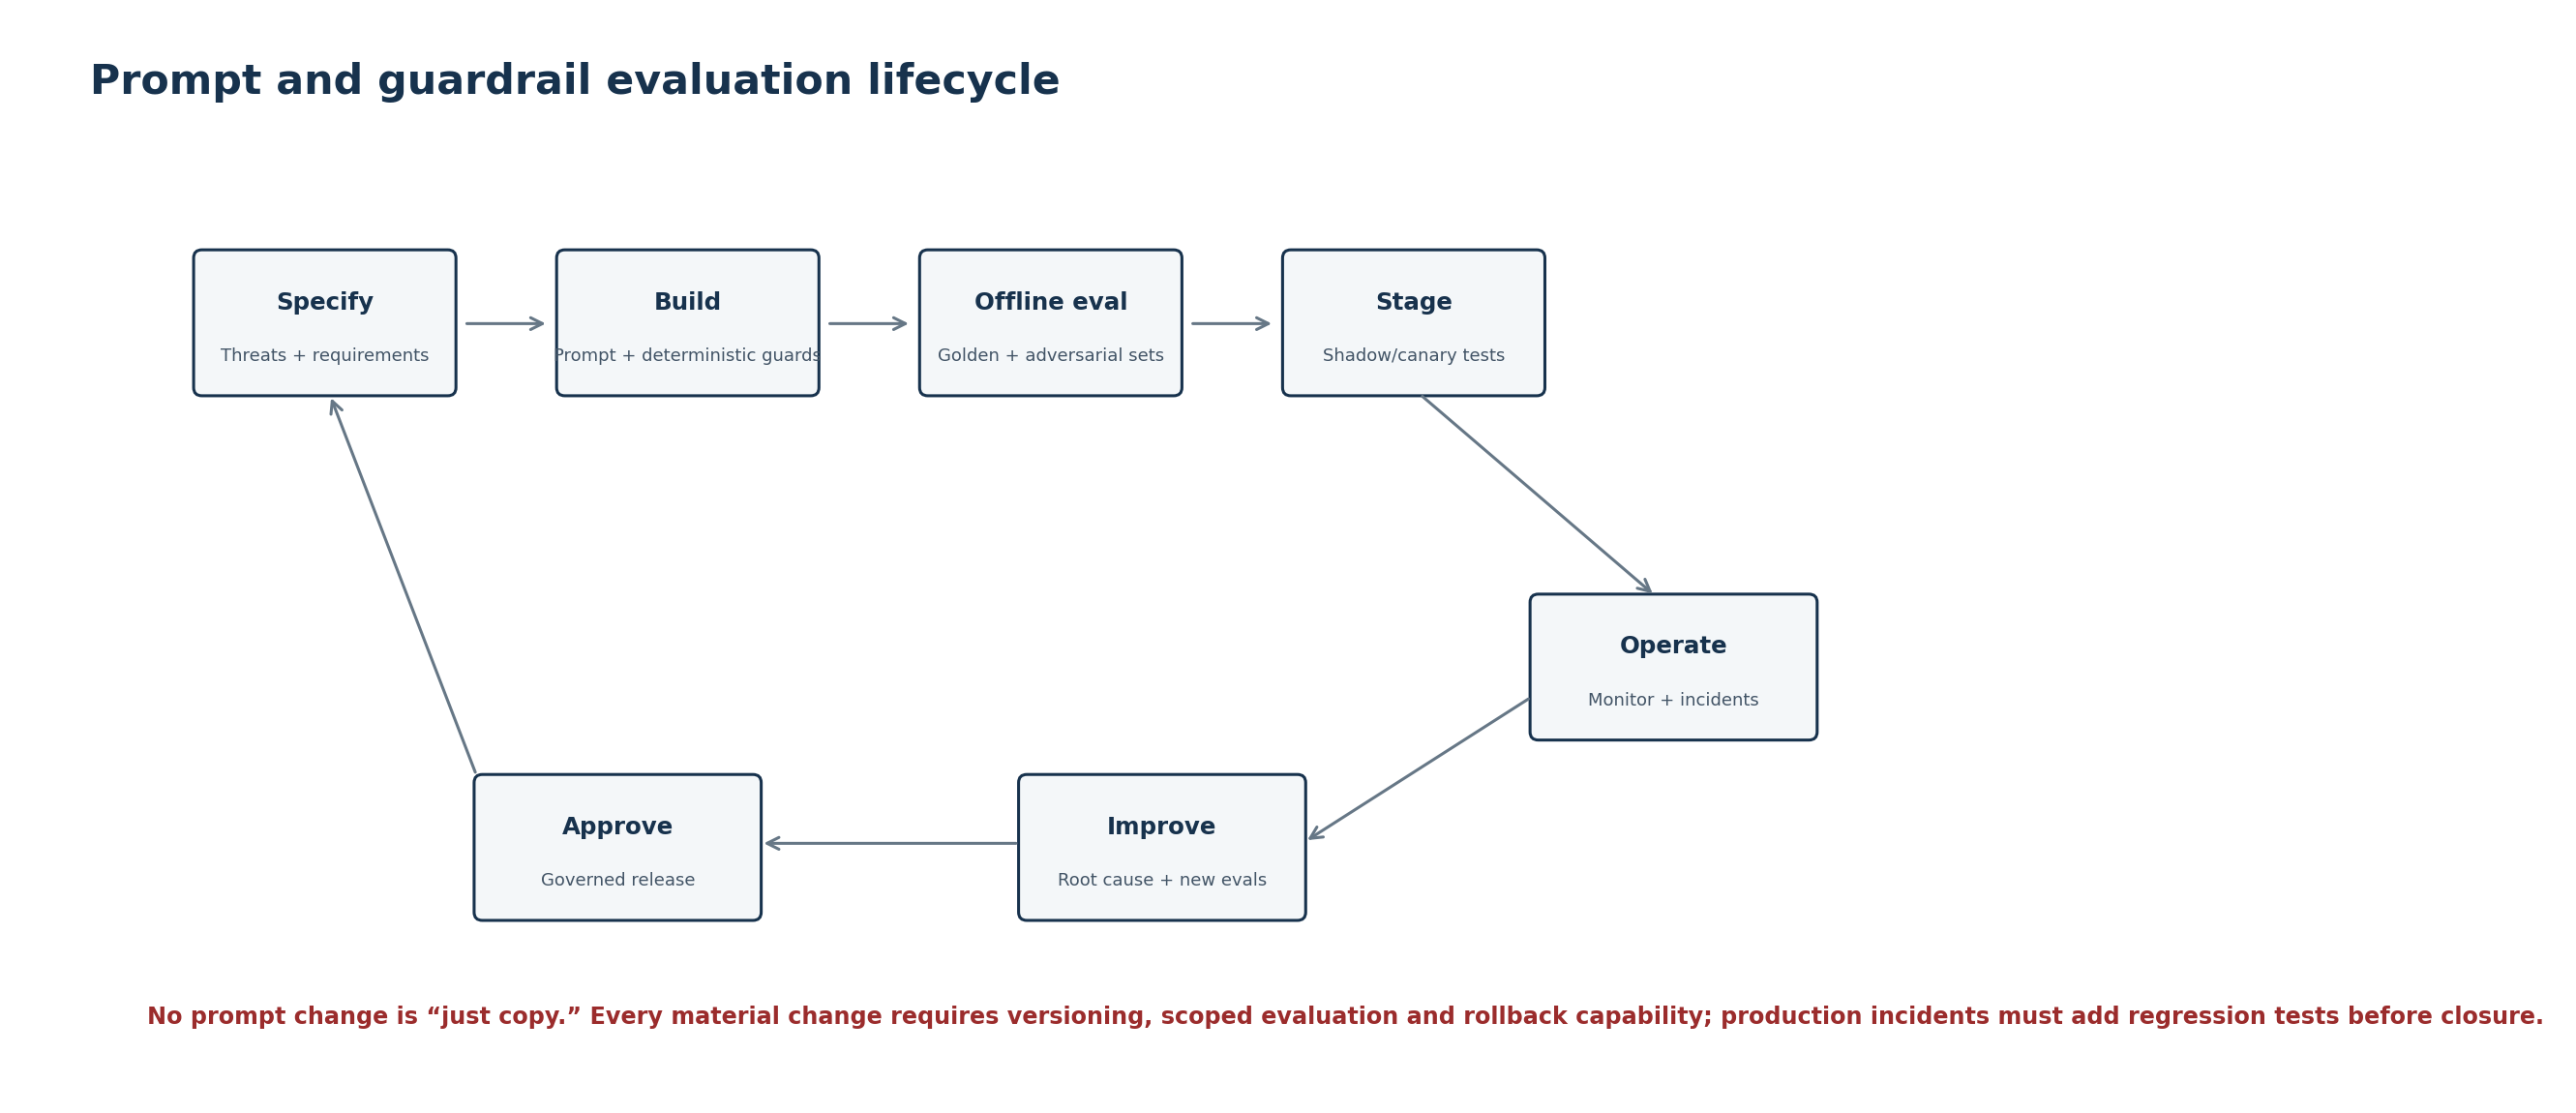 Prompt and guardrail evaluation lifecycle
Specify
Threats + requirements
Build
Prompt + deterministic guards
Offline eval
Golden + adversarial sets
Stage
Shadow/canary tests
Operate
Monitor + incidents
Approve
Governed release
Improve
Root cause + new evals
No prompt change is “just copy.” Every material change requires versioning, scoped evaluation and rollback capability; production incidents must add regression tests before closure.